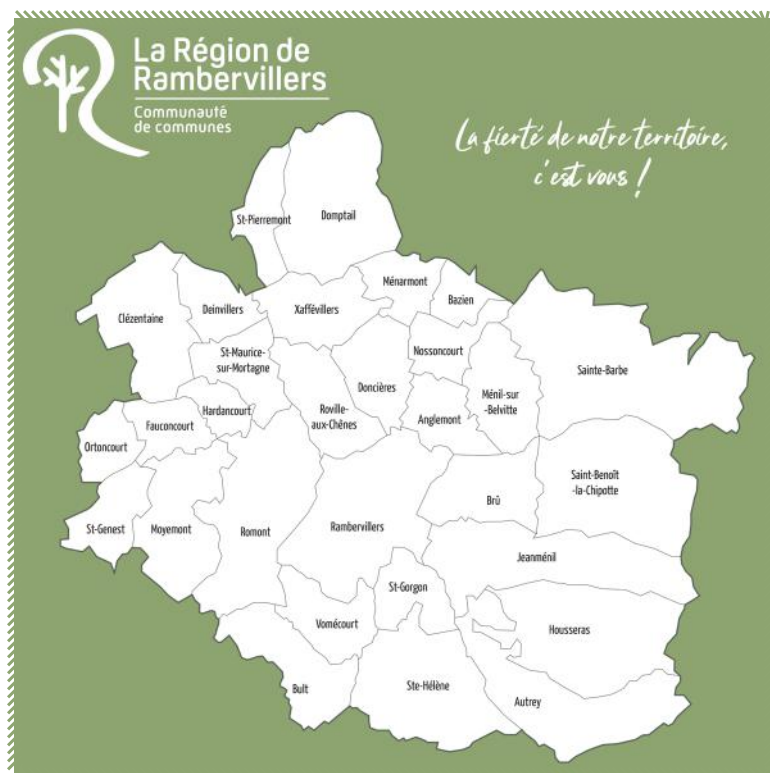 La Région de
Rambervillers
Communauté
de communes
La fierté de notre territoire,
c'est vous !
St-Pierremont
Domptail
Ménarmont
Bazien
Clézentaine
Deinvillers
Xaffévillers
Nossoncourt
St-Maurice-
sur-Mortagne
Sainte-Barbe
Doncières
Ménil-sur
-Belvitte
Hardancourt
Roville-
aux-Chênes
Anglemont
Fauconcourt
Ortoncourt
Saint-Benoît
-la-Chipotte
Brû
St-Genest
Moyemont
Romont
Rambervillers
Jeanménil
St-Gorgon
Vomécourt
Housseras
Bult
Ste-Hélène
Autrey